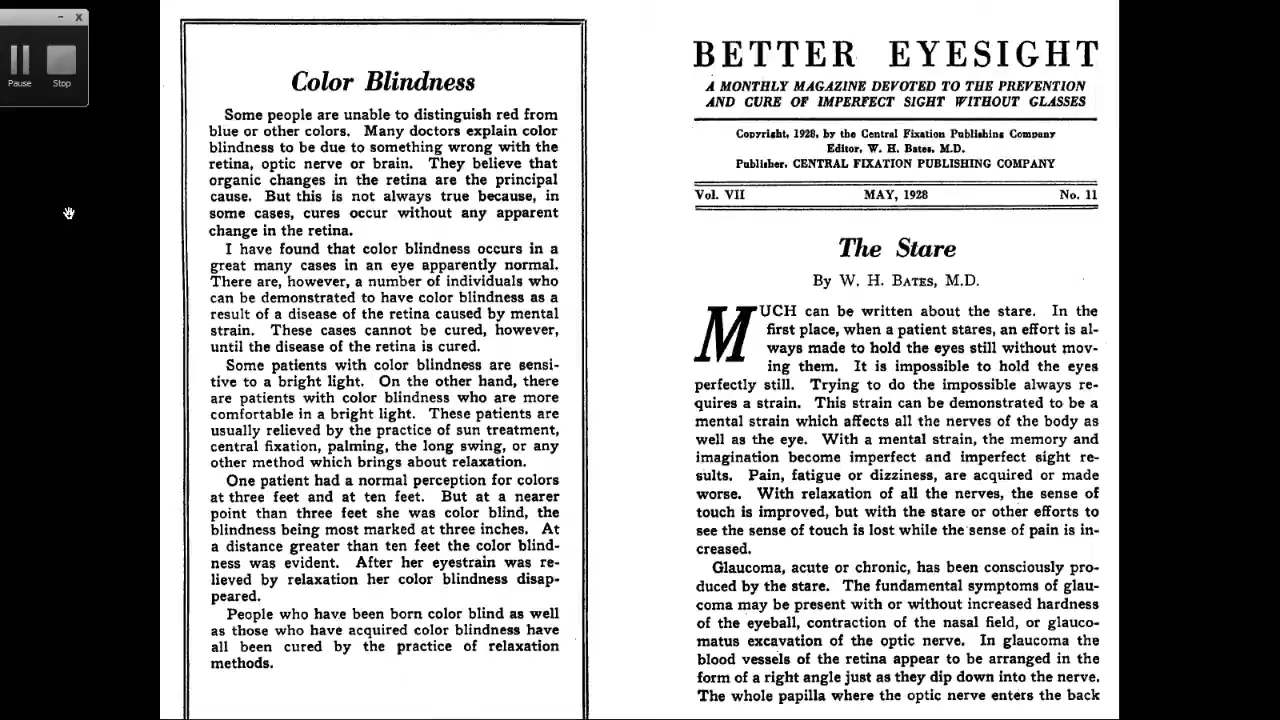 Pause Stop
Color Blindness
Some people are unable to distinguish red from
blue or other colors. Many doctors explain color
blindness to be due to something wrong with the
retina, optic nerve or brain. They believe that
organic changes in the retina are the principal
cause. But this is not always true because, in
some cases, cures occur without any apparent
change in the retina.
I have found that color blindness occurs in a
great many cases in an eye apparently normal.
There are, however, a number of individuals who
can be demonstrated to have color blindness as a
result of a disease of the retina caused by mental
strain. These cases cannot be cured, however,
until the disease of the retina is cured.
Some patients with color blindness are sensi-
tive to a bright light. On the other hand, there
are patients with color blindness who are more
comfortable in a bright light. These patients are
usually relieved by the practice of sun treatment,
central fixation, palming, the long swing, or any
other method which brings about relaxation.
One patient had a normal perception for colors
at three feet and at ten feet. But at a nearer
point than three feet she was color blind, the
blindness being most marked at three inches. At
a distance greater than ten feet the color blind-
ness was evident. After her eyestrain was re-
lieved by relaxation her color blindness disap-
peared.
People who have been born color blind as well
as those who have acquired color blindness have
all been cured by the practice of relaxation
methods.
BETTER EYESIGHT
A MONTHLY MAGAZINE DEVOTED TO THE PREVENTION
AND CURE OF IMPERFECT SIGHT WITHOUT GLASSES
Copyright, 1928, by the Central Fixation Publishing Company
Editor, W. H. Bates, M.D.
Publisher, CENTRAL FIXATION PUBLISHING COMPANY
Vol. VII MAY, 1928 No. 11
The Stare
By W. H. BATES, M.D.
MUCH can be written about the stare. In the
first place, when a patient stares, an effort is al-
ways made to hold the eyes still without mov-
ing them. It is impossible to hold the eyes
perfectly still. Trying to do the impossible always re-
quires a strain. This strain can be demonstrated to be a
mental strain which affects all the nerves of the body as
well as the eye. With a mental strain, the memory and
imagination become imperfect and imperfect sight re-
sults. Pain, fatigue or dizziness, are acquired or made
worse. With relaxation of all the nerves, the sense of
touch is improved, but with the stare or other efforts to
see the sense of touch is lost while the sense of pain is in-
creased.
Glaucoma, acute or chronic, has been consciously pro-
duced by the stare. The fundamental symptoms of glau-
coma may be present with or without increased hardness
of the eyeball, contraction of the nasal field, or glauco-
matus excavation of the optic nerve. In glaucoma the
blood vessels of the retina appear to be arranged in the
form of a right angle just as they dip down into the nerve.
The whole papilla where the optic nerve enters the back